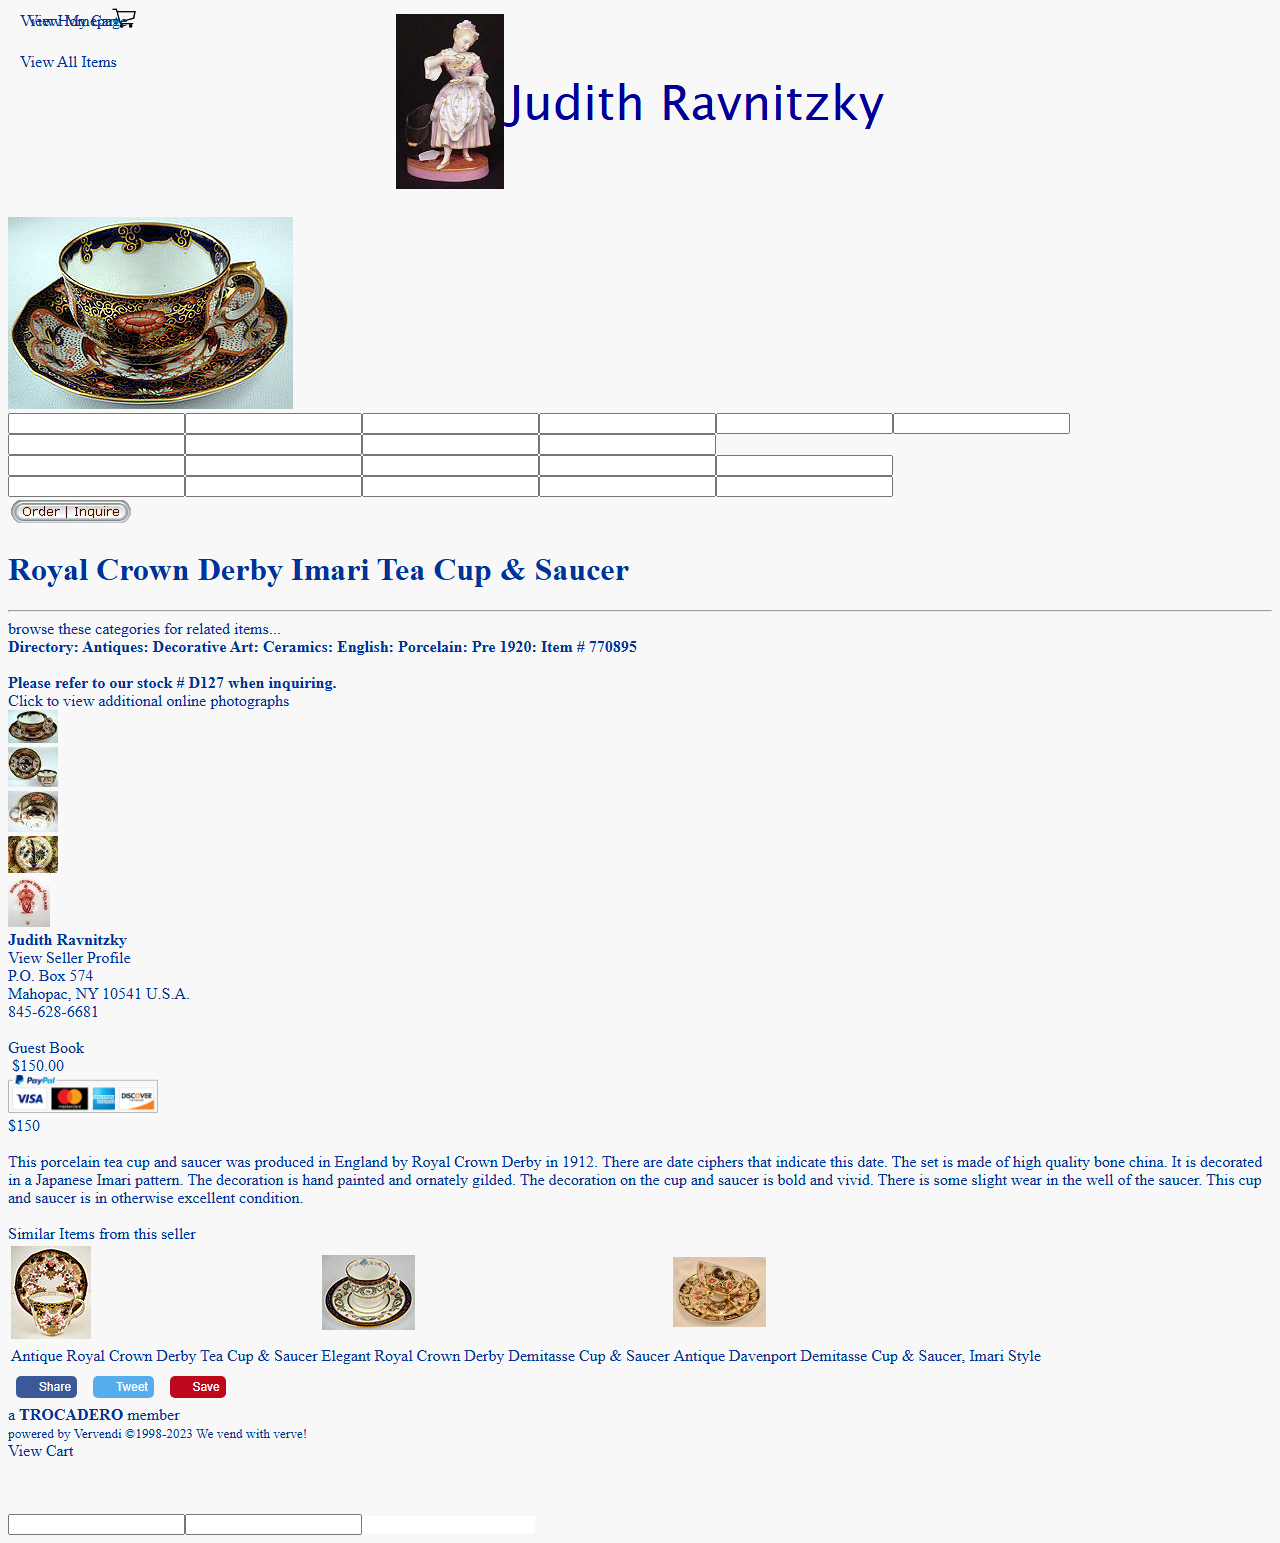 View Homepage
View My Cart
View All Items
Judith Ravnitzky
Order | Inquire
Royal Crown Derby Imari Tea Cup & Saucer
browse these categories for related items...
Directory: Antiques: Decorative Art: Ceramics: English: Porcelain: Pre 1920: Item # 770895
Please refer to our stock # D127 when inquiring.
Click to view additional online photographs
Judith Ravnitzky
View Seller Profile
P.O. Box 574
Mahopac, NY 10541 U.S.A.
845-628-6681
Guest Book
$150.00
PayPal
VISA mastercard DISCOVER
$150
This porcelain tea cup and saucer was produced in England by Royal Crown Derby in 1912. There are date ciphers that indicate this date. The set is made of high quality bone china. It is decorated
in a Japanese Imari pattern. The decoration is hand painted and ornately gilded. The decoration on the cup and saucer is bold and vivid. There is some slight wear in the well of the saucer. This cup
and saucer is in otherwise excellent condition.
Similar Items from this seller
Antique Royal Crown Derby Tea Cup & Saucer Elegant Royal Crown Derby Demitasse Cup & Saucer Antique Davenport Demitasse Cup & Saucer, Imari Style
Share Tweet Save
a TROCADERO member
powered by Vervendi ©1998-2023 We vend with verve!
View Cart